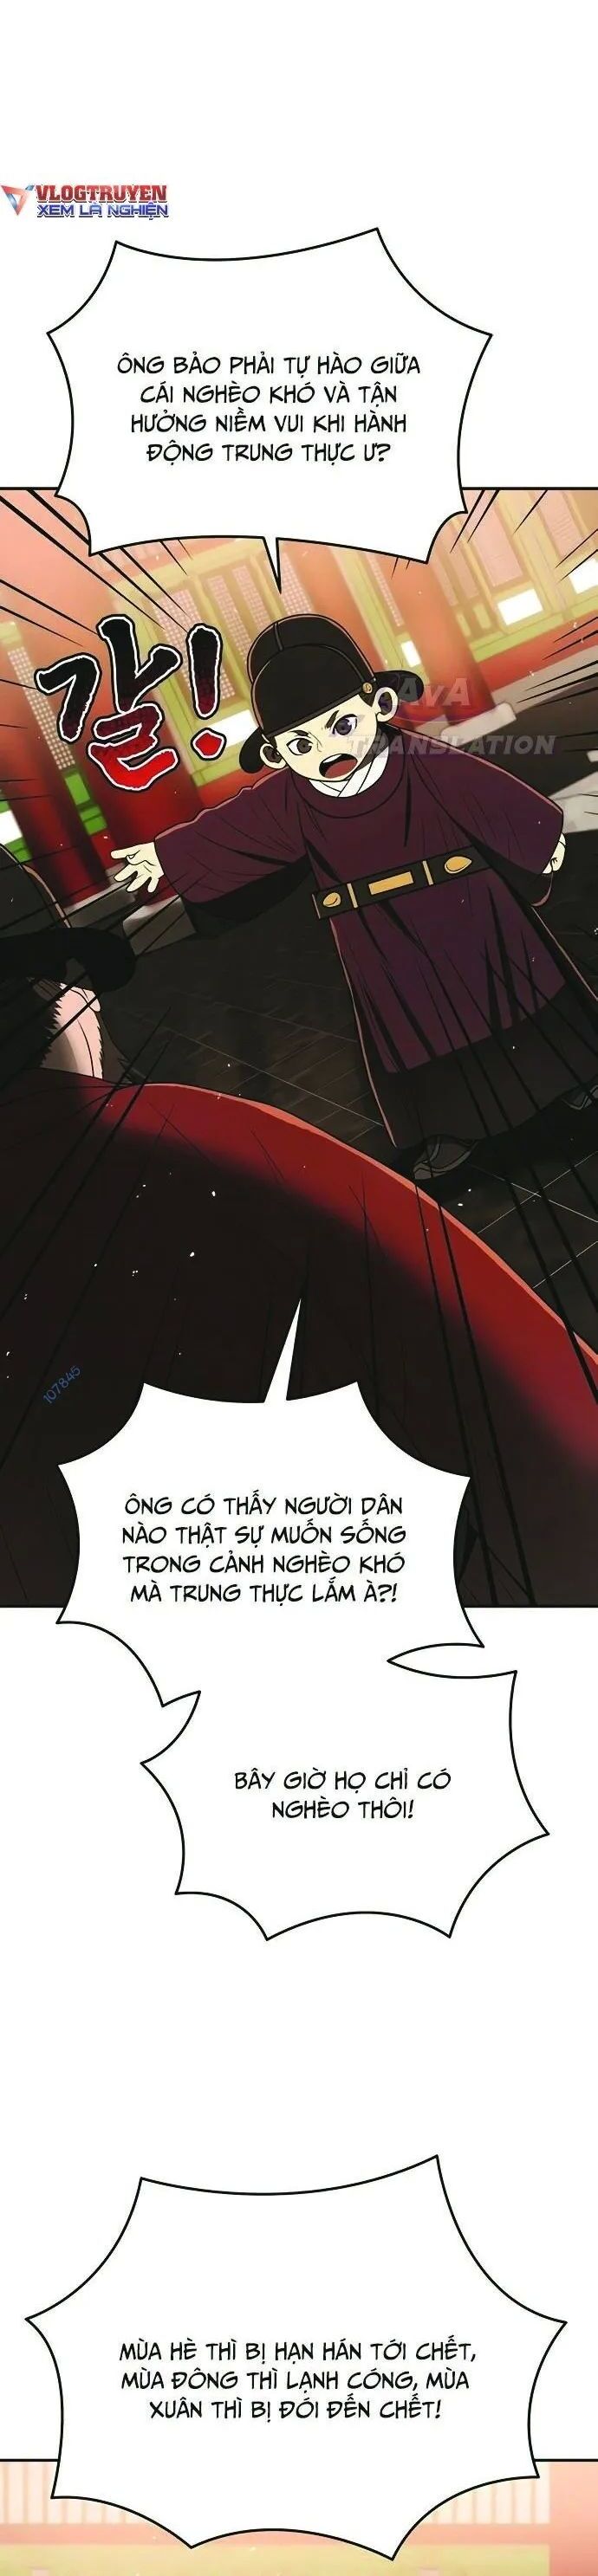 VLOGTRUYEN
XEM LÀ NGHIỆN
ÔNG BẢO PHẢI TỰ HÀO GIỮA
CÁI NGHÈO KHÓ VÀ TẬN
HƯỞNG NIỀM VUI KHI HÀNH
ĐỘNG TRUNG THỰC Ư?
갈!
AVA
TRANSLATION
107845
ÔNG CÓ THẤY NGƯỜI DÂN
NÀO THẬT SỰ MUỐN SỐNG
TRONG CẢNH NGHÈO KHÓ
MÀ TRUNG THỰC LẮM À?!
BÂY GIỜ HỌ CHỈ CÓ
NGHÈO THÔI!
MÙA HÈ THÌ BỊ HẠN HÁN TỚI CHẾT,
MÙA ĐÔNG THÌ LẠNH CÓNG, MÙA
XUÂN THÌ BỊ ĐÓI ĐẾN CHẾT!